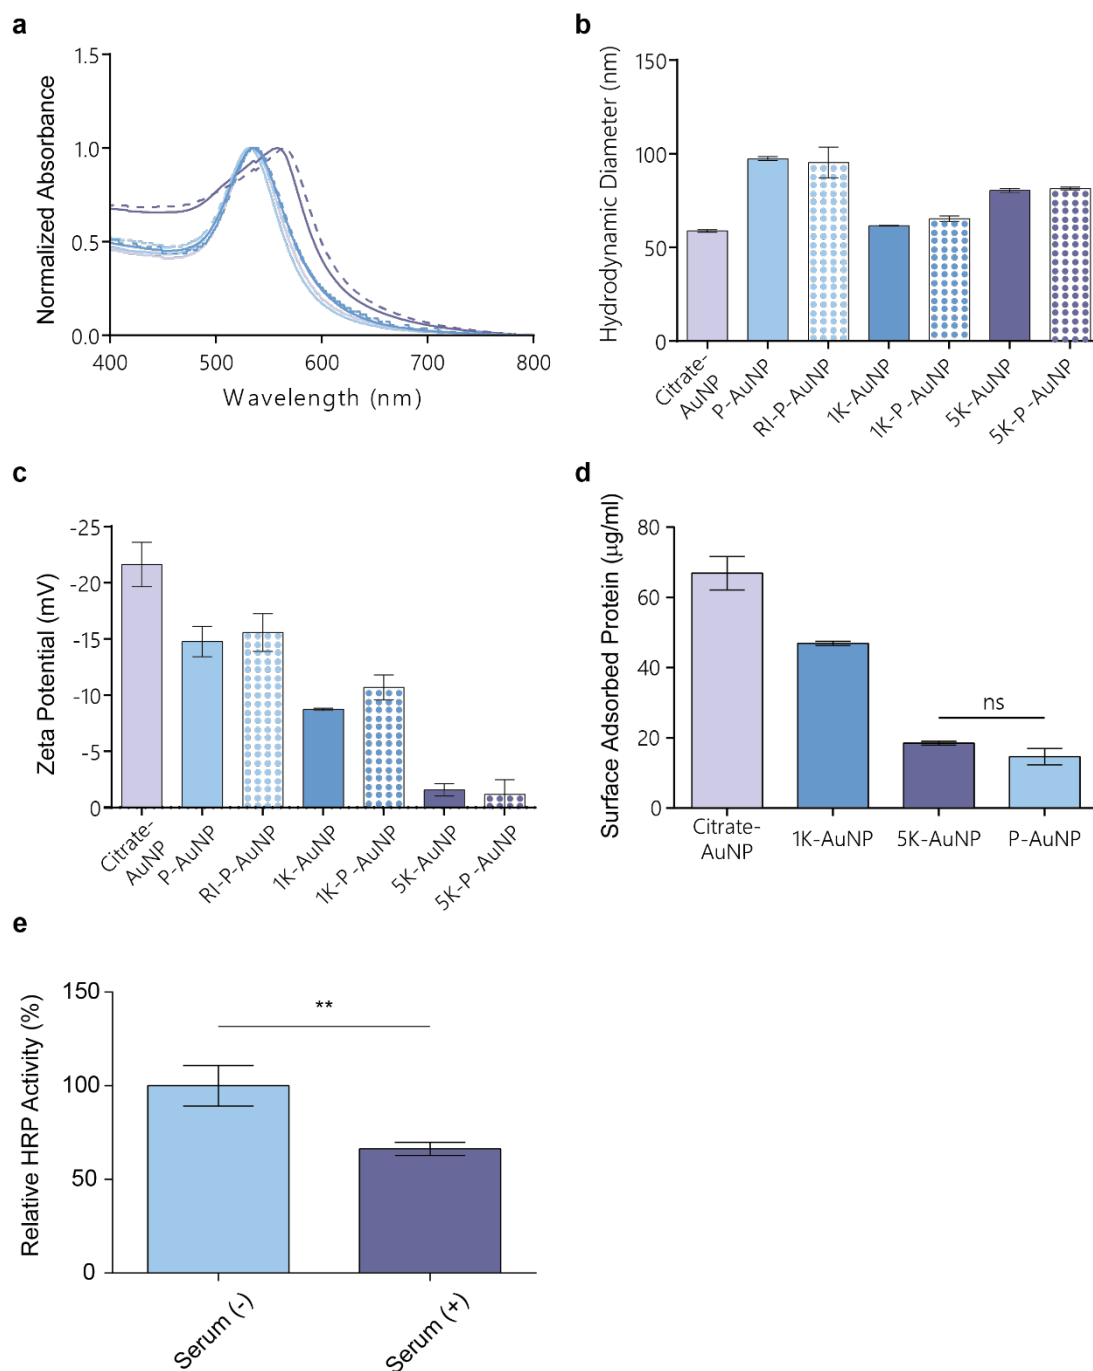 a
1.5
1.0
0.5
0.0
Normalized Absorbance
400
500
600
700
800
Wavelength (nm)
b
150
100
50
0
Hydrodynamic Diameter (nm)
Citrate-
AuNP
P-AuNP
RI-P-AuNP
1K-AuNP
1K-P-AuNP
5K-AuNP
5K-P-AuNP
c
-25
-20
-15
-10
-5
0
Zeta Potential (mV)
Citrate-
AuNP
P-AuNP
RI-P-AuNP
1K-AuNP
1K-P-AuNP
5K-AuNP
5K-P-AuNP
d
80
60
40
20
0
Surface Adsorbed Protein (μg/ml)
ns
Citrate-
AuNP
1K-AuNP
5K-AuNP
P-AuNP
e
150
100
50
0
Relative HRP Activity (%)
**
Serum (-)
Serum (+)